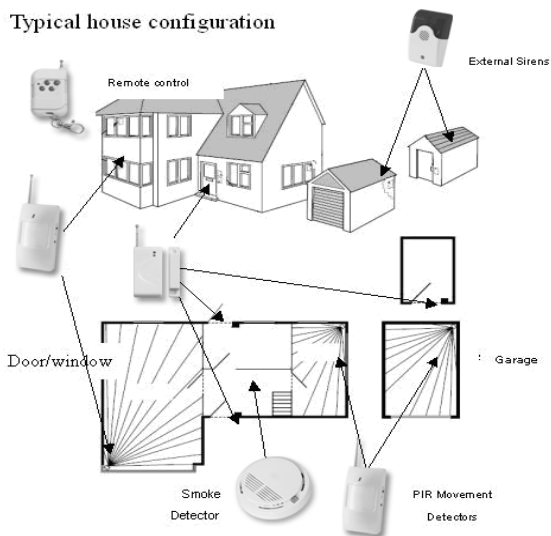 Typical house configuration
External Sirens
Remote control
Door/window
: Garage
Smoke
Detector
PIR Movement
Detectors